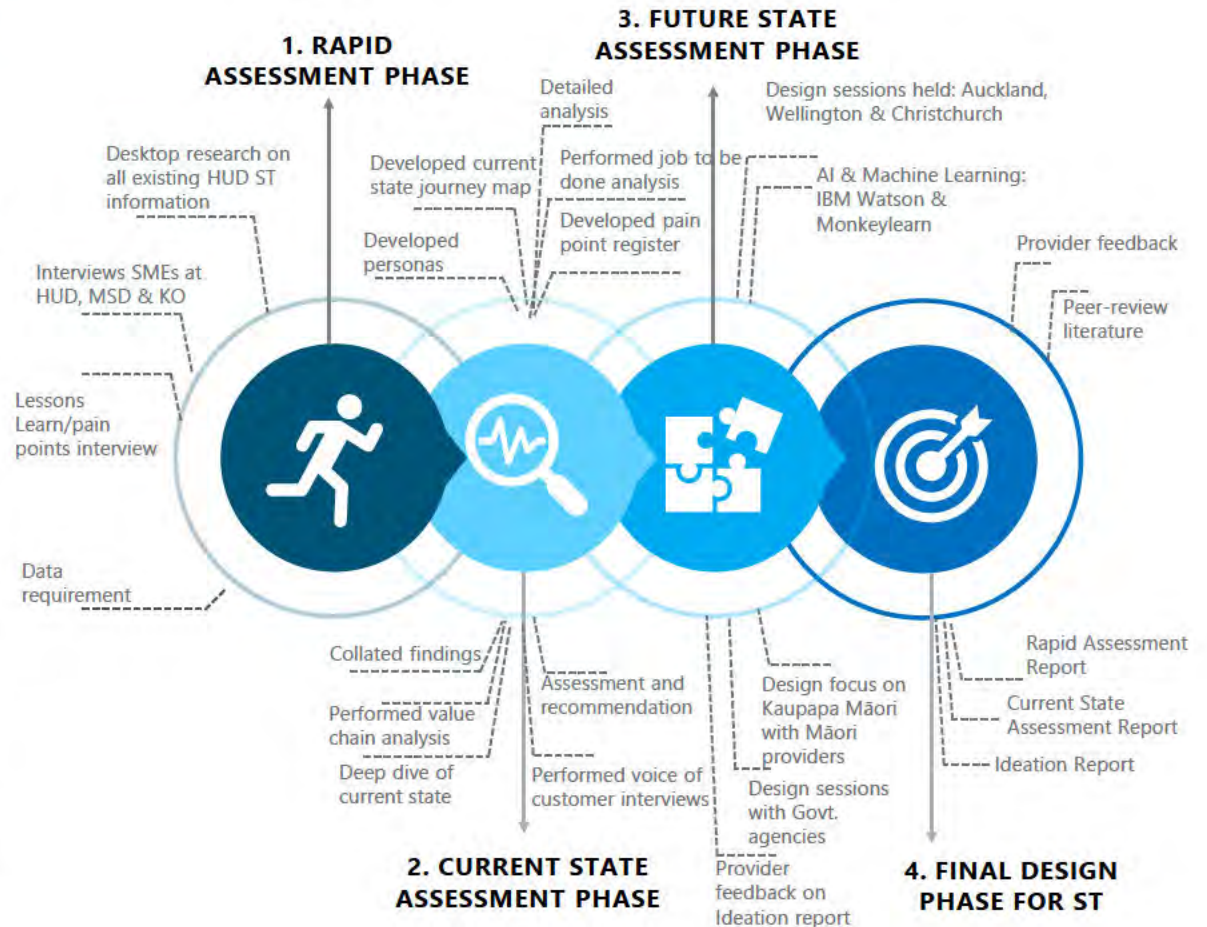 1. RAPID
ASSESSMENT PHASE
Desktop research on
all existing HUD ST
information
Interviews SMEs at
HUD, MSD & KO
Lessons
Learn/pain
points interview
Data
requirement
Detailed
analysis
Developed current
state journey map
Performed job to be
done analysis
Developed
personas
Developed pain
point register
Collated findings
Performed value
chain analysis
Deep dive of
current state
Assessment and
recommendation
Performed voice of
customer interviews
2. CURRENT STATE
ASSESSMENT PHASE
3. FUTURE STATE
ASSESSMENT PHASE
Design sessions held: Auckland,
Wellington & Christchurch
AI & Machine Learning:
IBM Watson &
Monkeylearn
Design focus on
Kaupapa Māori
with Māori
providers
Design sessions
with Govt.
agencies
Provider
feedback on
Ideation report
Provider feedback
Peer-review
literature
Rapid Assessment
Report
Current State
Assessment Report
Ideation Report
4. FINAL DESIGN
PHASE FOR ST